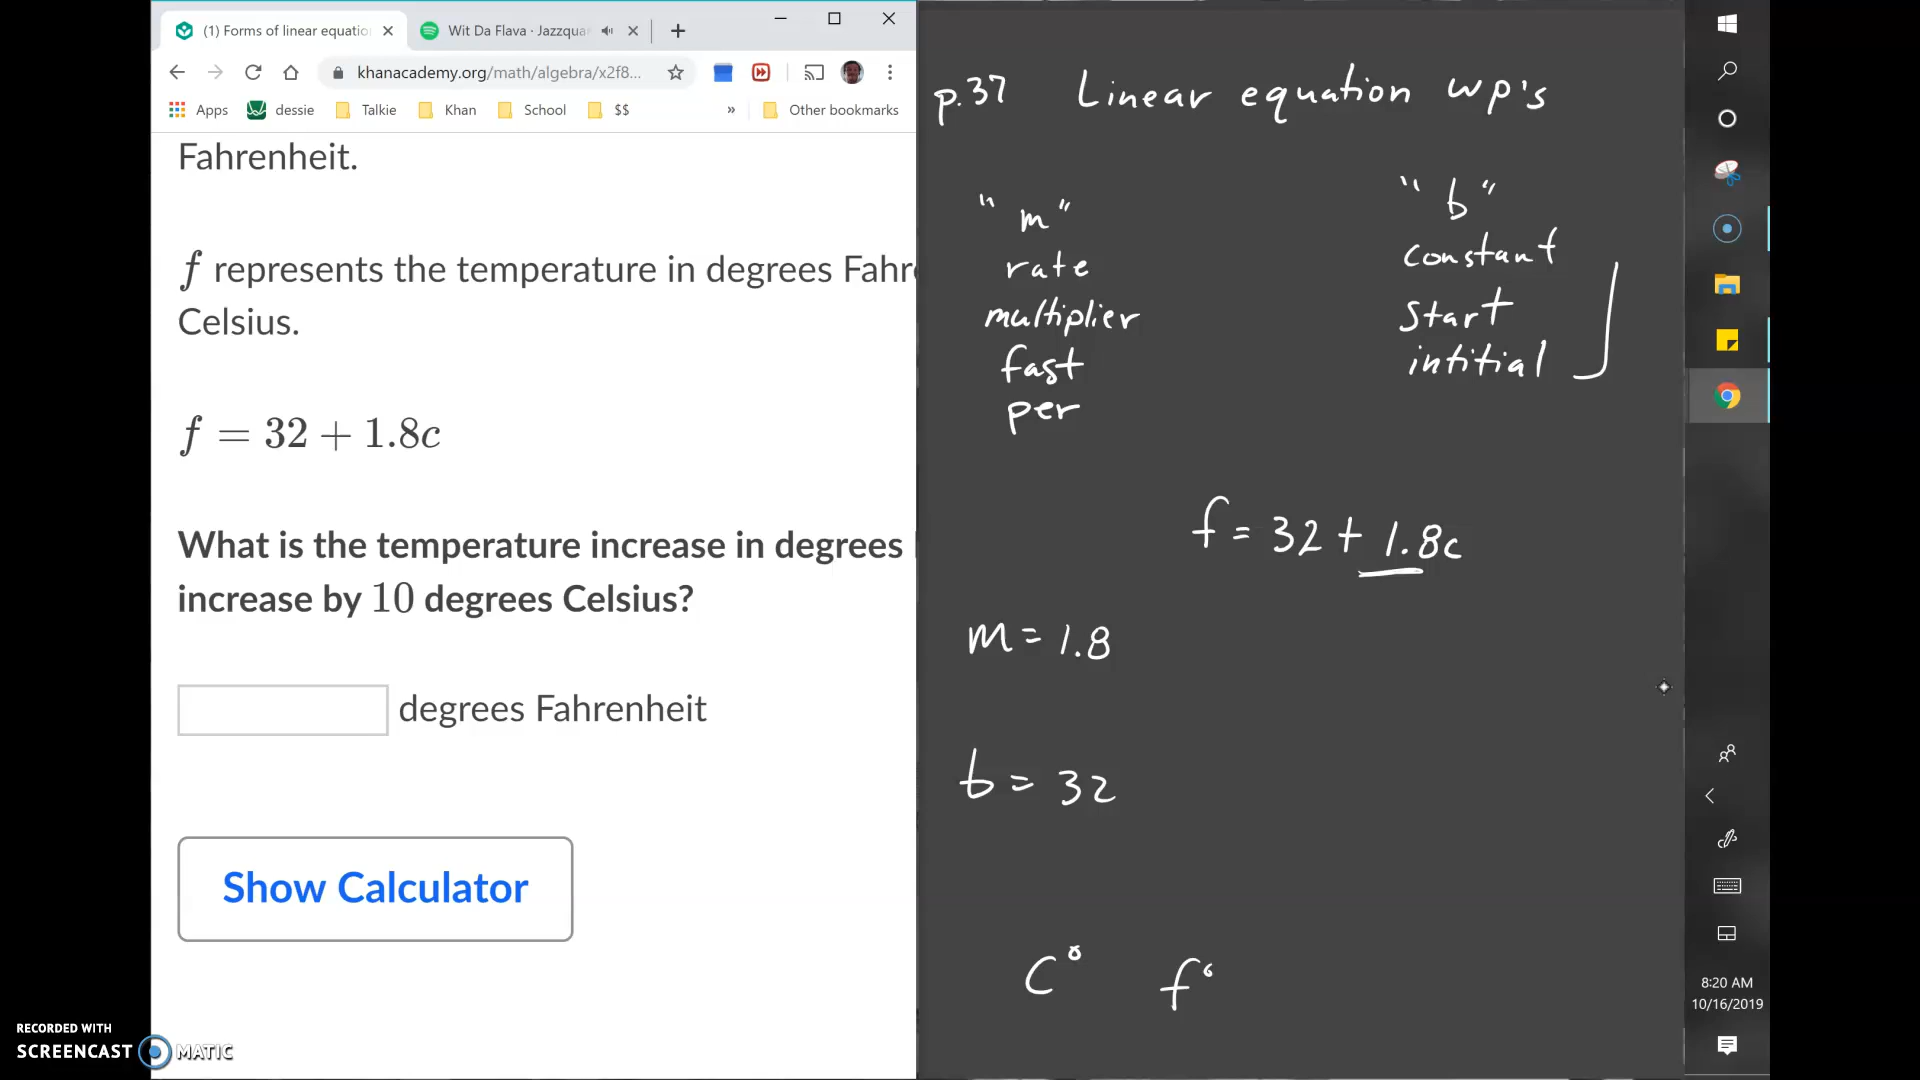 (1) Forms of linear equatio
Wit Da Flava · Jazzqua
khanacademy.org/math/algebra/x2f8...
Apps
dessie
Talkie
Khan
School
$$
»
Other bookmarks
Fahrenheit.
f represents the temperature in degrees Fahr
Celsius.
f = 32 + 1.8c
What is the temperature increase in degrees
increase by 10 degrees Celsius?
degrees Fahrenheit
Show Calculator
p.37 Linear equation wp's
"m"
rate
multiplier
fast
per
"b"
constant
start
intitial
f = 32 + 1.8c
m = 1.8
b = 32
C° f°
8:20 AM
10/16/2019
RECORDED WITH
SCREENCAST MATIC